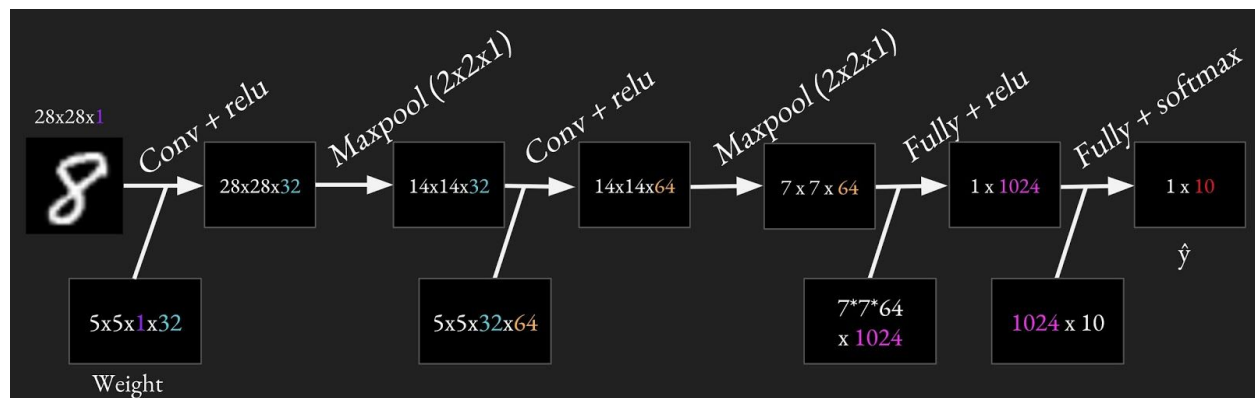 28x28x1
Conv + relu
Maxpool (2x2x1)
Conv + relu
Maxpool (2x2x1)
Fully + relu
Fully + softmax
8
28x28x32
14x14x32
14x14x64
7 x 7 x 64
1 x 1024
1 x 10
ŷ
5x5x1x32
5x5x32x64
7*7*64
x 1024
1024 x 10
Weight